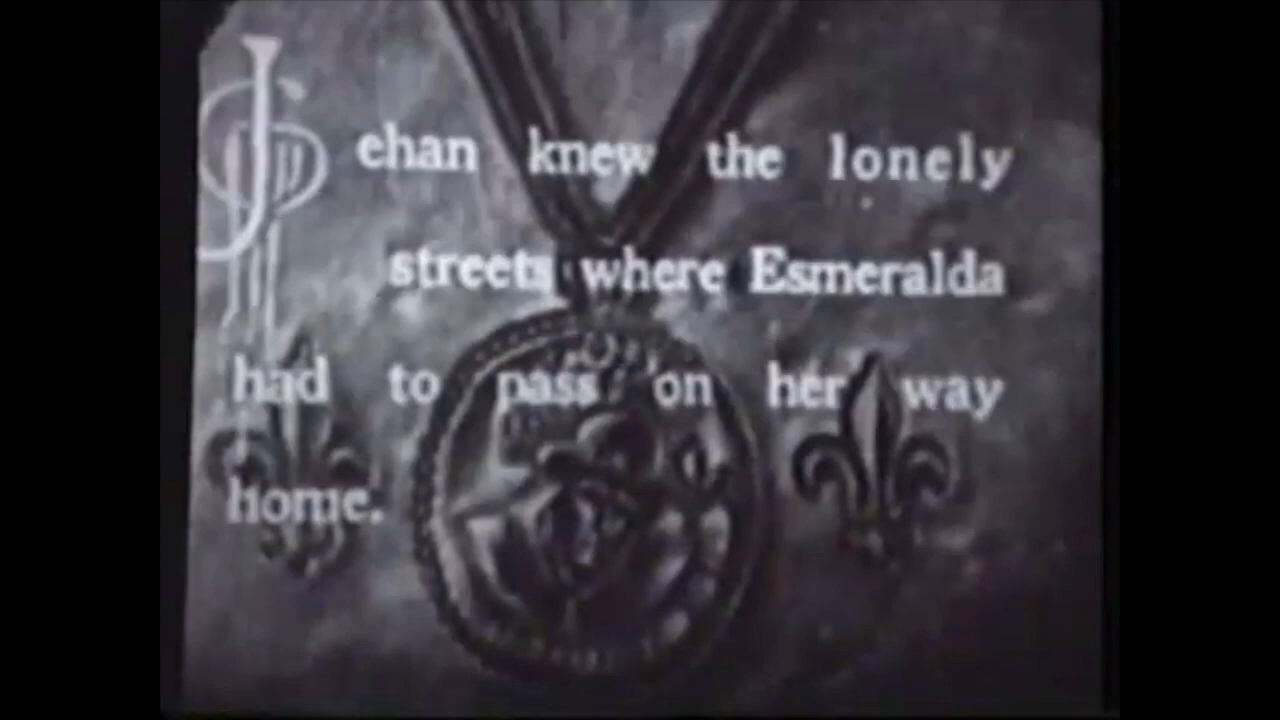 Jehan knew the lonely
streets where Esmeralda
had to pass on her way
home.